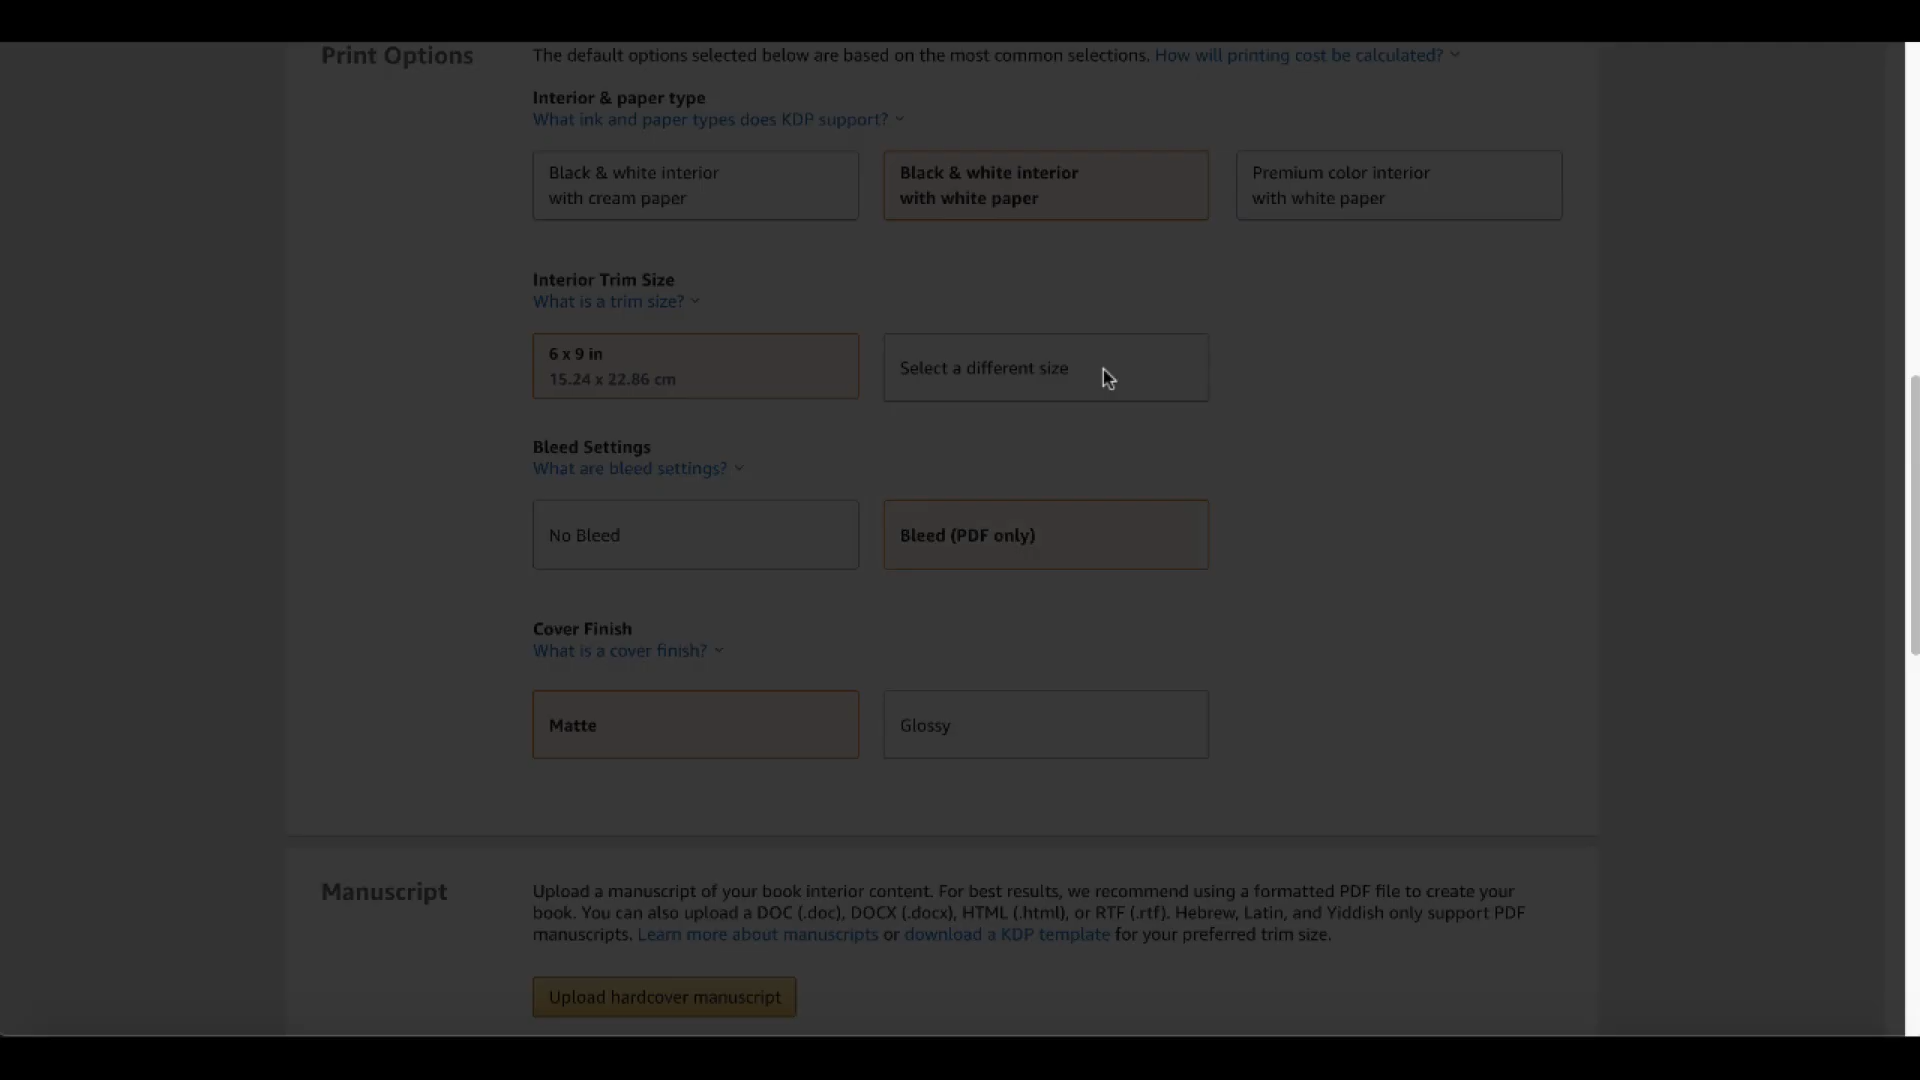 Print Options
The default options selected below are based on the most common selections. How will printing cost be calculated?
Interior & paper type
What ink and paper types does KDP support?
Black & white interior
with cream paper
Black & white interior
with white paper
Premium color interior
with white paper
Interior Trim Size
What is a trim size?
6 x 9 in
15.24 x 22.86 cm
Select a different size
Bleed Settings
What are bleed settings?
No Bleed
Bleed (PDF only)
Cover Finish
What is a cover finish?
Matte
Glossy
Manuscript
Upload a manuscript of your book interior content. For best results, we recommend using a formatted PDF file to create your
book. You can also upload a DOC (.doc), DOCX (.docx), HTML (.html), or RTF (.rtf). Hebrew, Latin, and Yiddish only support PDF
manuscripts. Learn more about manuscripts or download a KDP template for your preferred trim size.
Upload hardcover manuscript